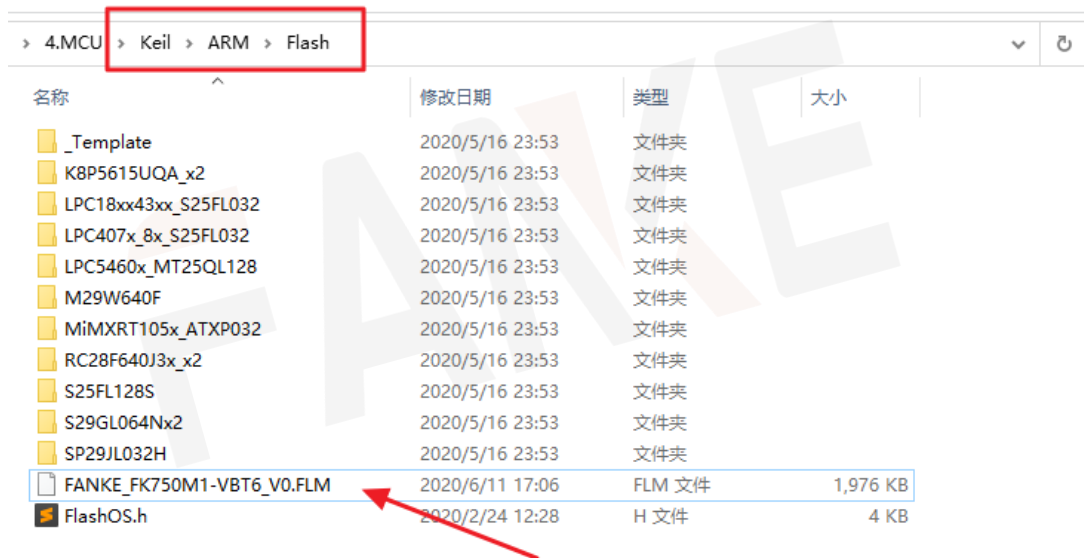 4.MCU > Keil > ARM > Flash
名称 修改日期 类型 大小
_Template 2020/5/16 23:53 文件夹
K8P5615UQA_x2 2020/5/16 23:53 文件夹
LPC18xx43xx_S25FL032 2020/5/16 23:53 文件夹
LPC407x_8x_S25FL032 2020/5/16 23:53 文件夹
LPC5460x_MT25QL128 2020/5/16 23:53 文件夹
M29W640F 2020/5/16 23:53 文件夹
MiMXRT105x_ATXP032 2020/5/16 23:53 文件夹
RC28F640J3x_x2 2020/5/16 23:53 文件夹
S25FL128S 2020/5/16 23:53 文件夹
S29GL064Nx2 2020/5/16 23:53 文件夹
SP29JL032H 2020/5/16 23:53 文件夹
FANKE_FK750M1-VBT6_V0.FLM 2020/6/11 17:06 FLM 文件 1,976 KB
FlashOS.h 2020/2/24 12:28 H 文件 4 KB
FANKE